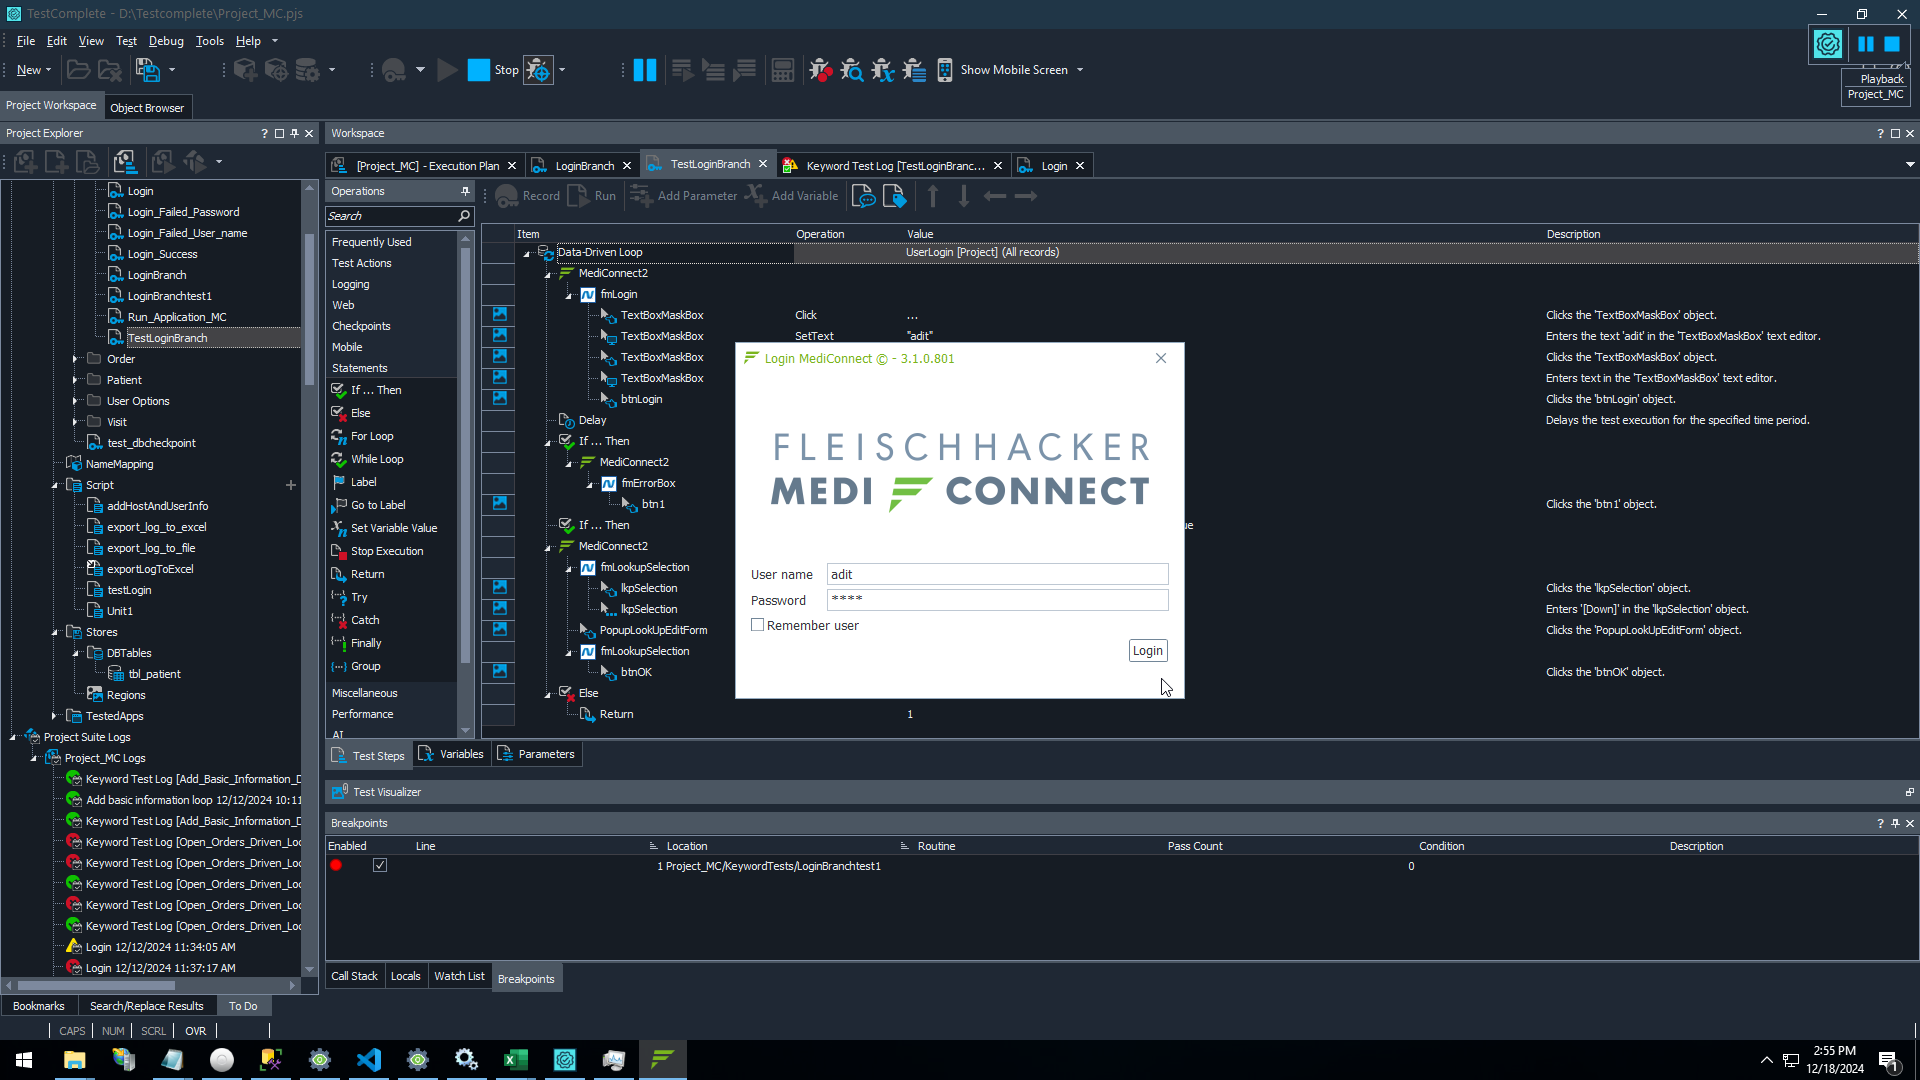 TestComplete - D:\Testcomplete\Project_MC.pjs
File Edit View Test Debug Tools Help
New Stop Show Mobile Screen
Playback
Project_MC
Project Workspace Object Browser
Project Explorer ? Workspace ?
[Project_MC] - Execution Plan LoginBranch TestLoginBranch Keyword Test Log [TestLoginBranc... Login
Operations Record Run Add Parameter Add Variable
Search
Frequently Used
Test Actions
Logging
Web
Checkpoints
Mobile
Statements
If ... Then
Else
For Loop
While Loop
Label
Go to Label
Set Variable Value
Stop Execution
Return
Try
Catch
Finally
Group
Miscellaneous
Performance
AI
Login
Login_Failed_Password
Login_Failed_User_name
Login_Success
LoginBranch
LoginBranchtest1
Run_Application_MC
TestLoginBranch
Order
Patient
User Options
Visit
test_dbcheckpoint
NameMapping
Script
addHostAndUserInfo
export_log_to_excel
export_log_to_file
exportLogToExcel
testLogin
Unit1
Stores
DBTables
tbl_patient
Regions
TestedApps
Project Suite Logs
Project_MC Logs
Keyword Test Log [Add_Basic_Information_D
Add basic information loop 12/12/2024 10:11
Keyword Test Log [Add_Basic_Information_D
Keyword Test Log [Open_Orders_Driven_Loo
Keyword Test Log [Open_Orders_Driven_Loo
Keyword Test Log [Open_Orders_Driven_Loo
Keyword Test Log [Open_Orders_Driven_Loo
Keyword Test Log [Open_Orders_Driven_Loo
Login 12/12/2024 11:34:05 AM
Login 12/12/2024 11:37:17 AM
Item Operation Value Description
Data-Driven Loop UserLogin [Project] (All records)
MediConnect2
fmLogin
TextBoxMaskBox Click ... Clicks the 'TextBoxMaskBox' object.
TextBoxMaskBox SetText "adit" Enters the text 'adit' in the 'TextBoxMaskBox' text editor.
TextBoxMaskBox Clicks the 'TextBoxMaskBox' object.
TextBoxMaskBox Enters text in the 'TextBoxMaskBox' text editor.
btnLogin Clicks the 'btnLogin' object.
Delay Delays the test execution for the specified time period.
If ... Then
MediConnect2
fmErrorBox
btn1 Clicks the 'btn1' object.
If ... Then ue
MediConnect2
fmLookupSelection
lkpSelection Clicks the 'lkpSelection' object.
lkpSelection Enters '[Down]' in the 'lkpSelection' object.
PopupLookUpEditForm Clicks the 'PopupLookUpEditForm' object.
fmLookupSelection
btnOK Clicks the 'btnOK' object.
Else
Return 1
Login MediConnect © - 3.1.0.801
FLEISCHHACKER
MEDI CONNECT
User name adit
Password ****
Remember user
Login
Test Steps Variables Parameters
Test Visualizer
Breakpoints ?
Enabled Line Location Routine Pass Count Condition Description
1 Project_MC/KeywordTests/LoginBranchtest1 0
Call Stack Locals Watch List Breakpoints
Bookmarks Search/Replace Results To Do
CAPS NUM SCRL OVR
2:55 PM
12/18/2024
1